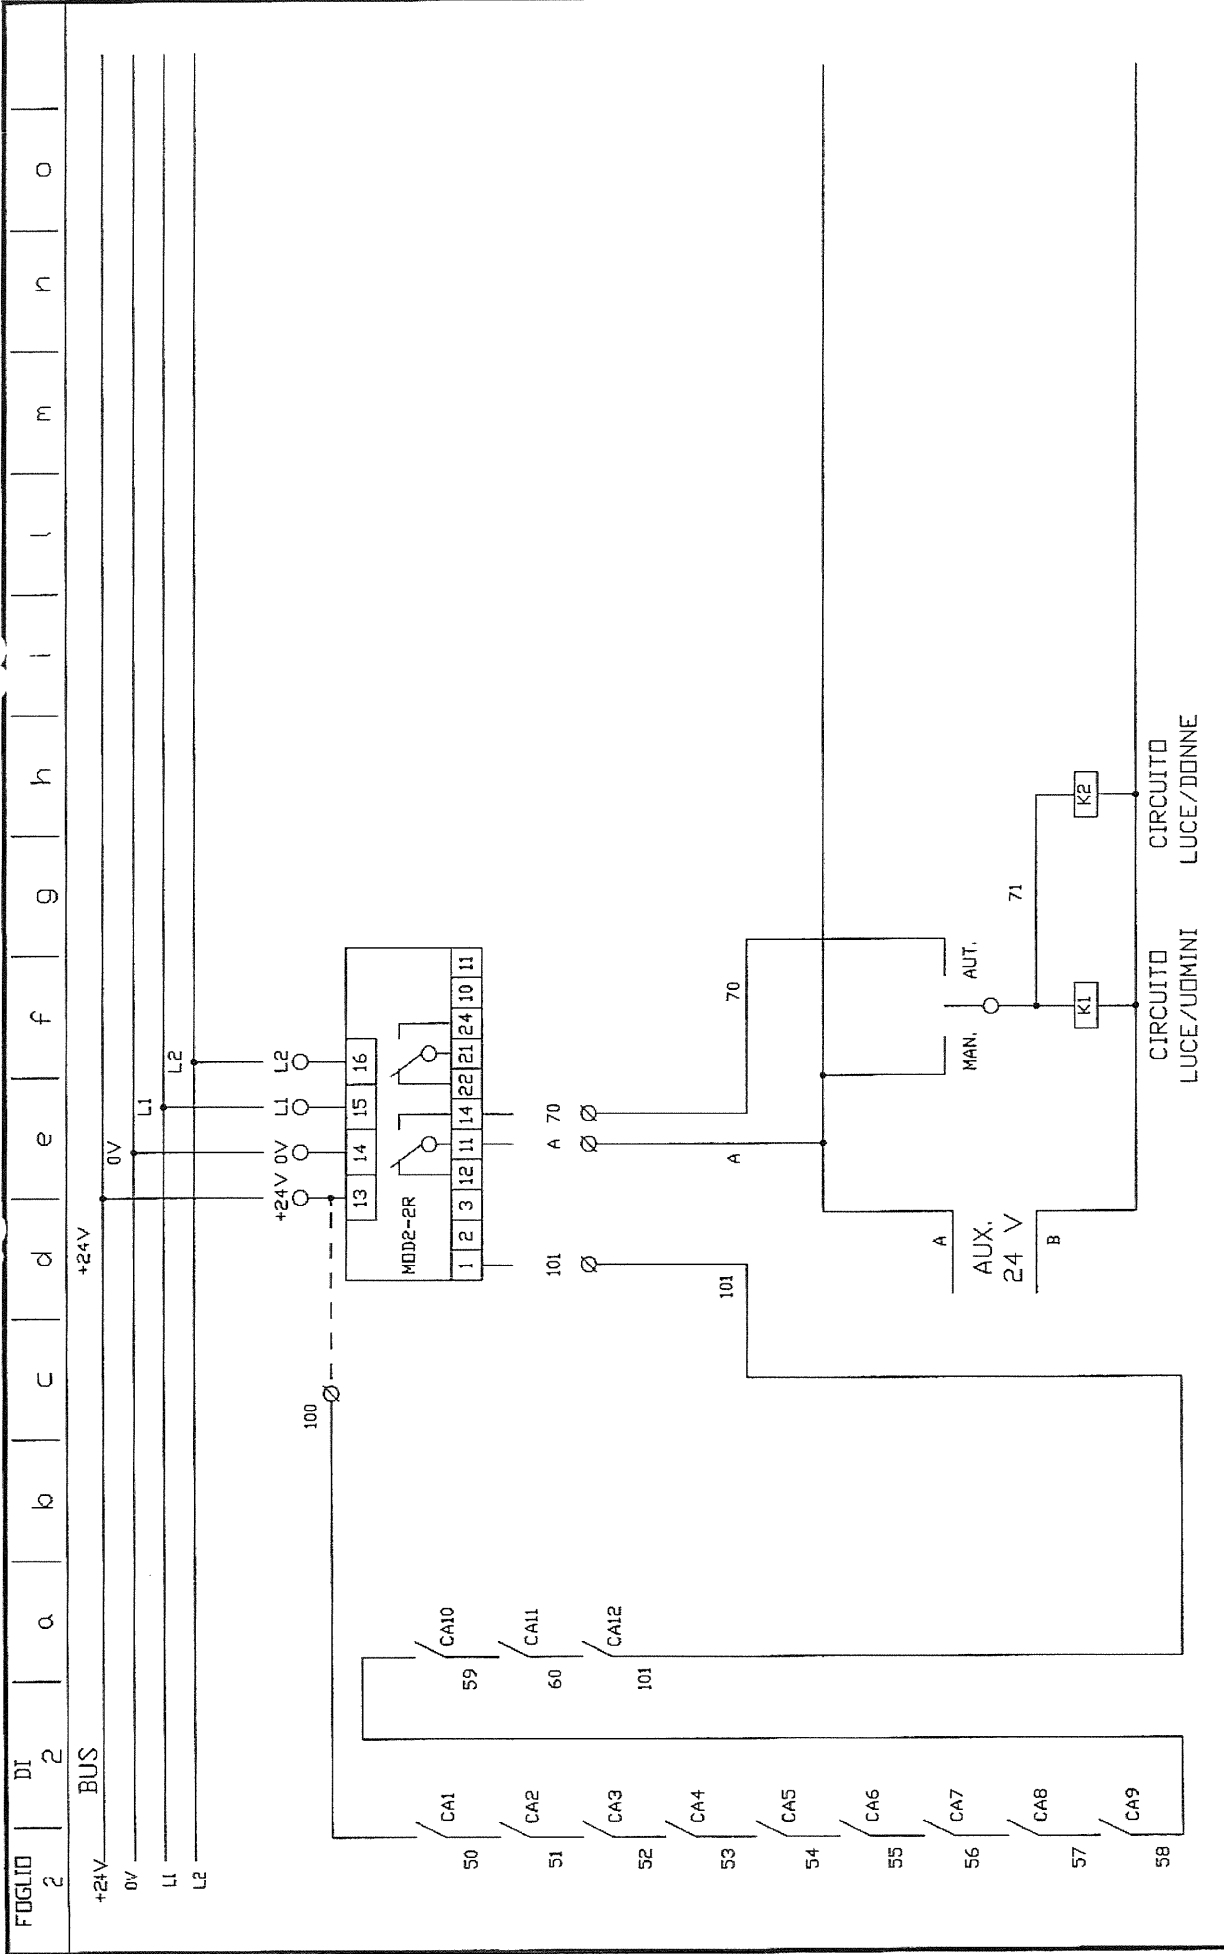 FOGLIO DI
2 2 a b c d e f g h i l m n o
BUS
+24V
0V
L1
L2
+24V
0V
L1
L2
+24V 0V L1 L2
100
13 14 15 16
MOD2-2R
1 2 3 12 11 14 22 21 24 10 11
101 A 70
101
A
70
CA1
50
CA2
51
CA3
52
CA4
53
CA5
54
CA6
55
CA7
56
CA8
57
CA9
58
CA10
59
CA11
60
CA12
101
A
AUX.
24 V
B
MAN. AUT.
71
K1 K2
CIRCUITO
LUCE/UOMINI
CIRCUITO
LUCE/DONNE